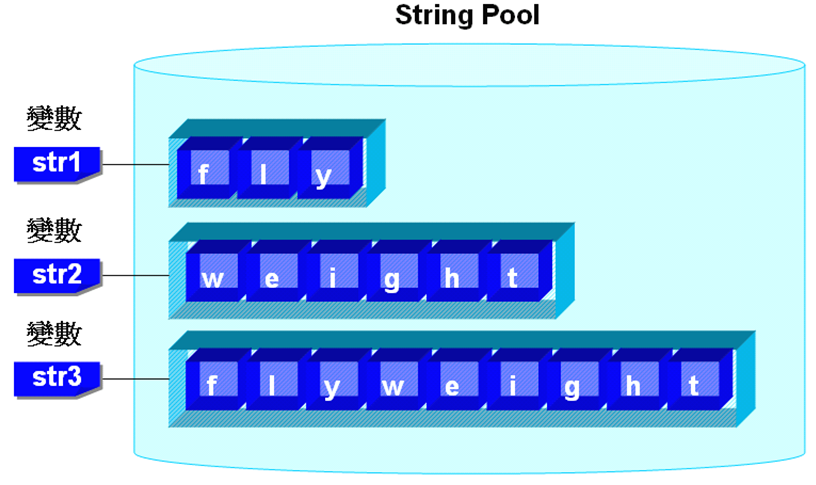 String Pool
變數
str1
f l y
變數
str2
w e i g h t
變數
str3
f l y w e i g h t